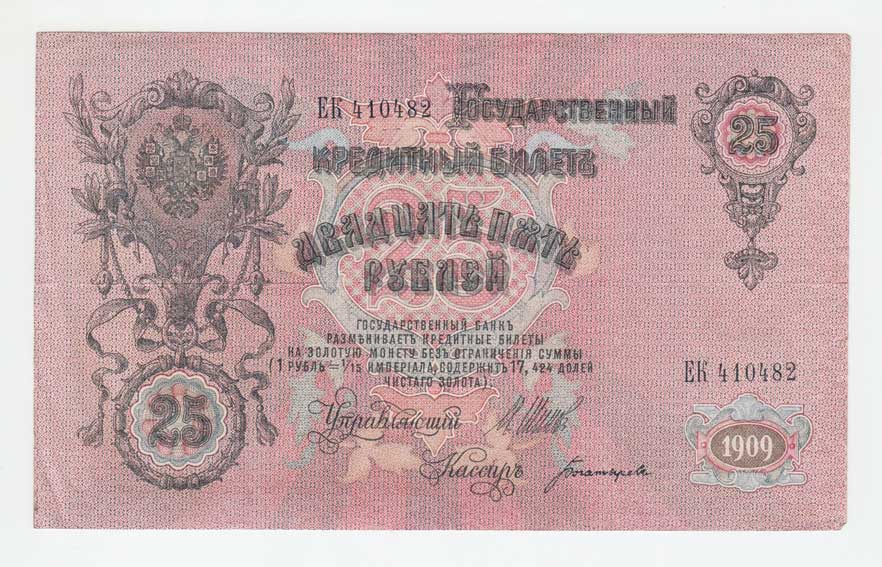 ЕК 410482 Государственный
Кредитный Билетъ
Двадцать пять
рублей
25
25
ГОСУДАРСТВЕННЫЙ БАНКЪ
РАЗМѢНИВАЕТЪ КРЕДИТНЫЕ БИЛЕТЫ
НА ЗОЛОТУЮ МОНЕТУ БЕЗЪ ОГРАНИЧЕНІЯ СУММЫ
(1 РУБЛЬ = 1/15 ИМПЕРІАЛА, СОДЕРЖИТЪ 17,424 ДОЛЕЙ
ЧИСТАГО ЗОЛОТА).
ЕК 410482
25
Управляющій
Кассиръ
1909